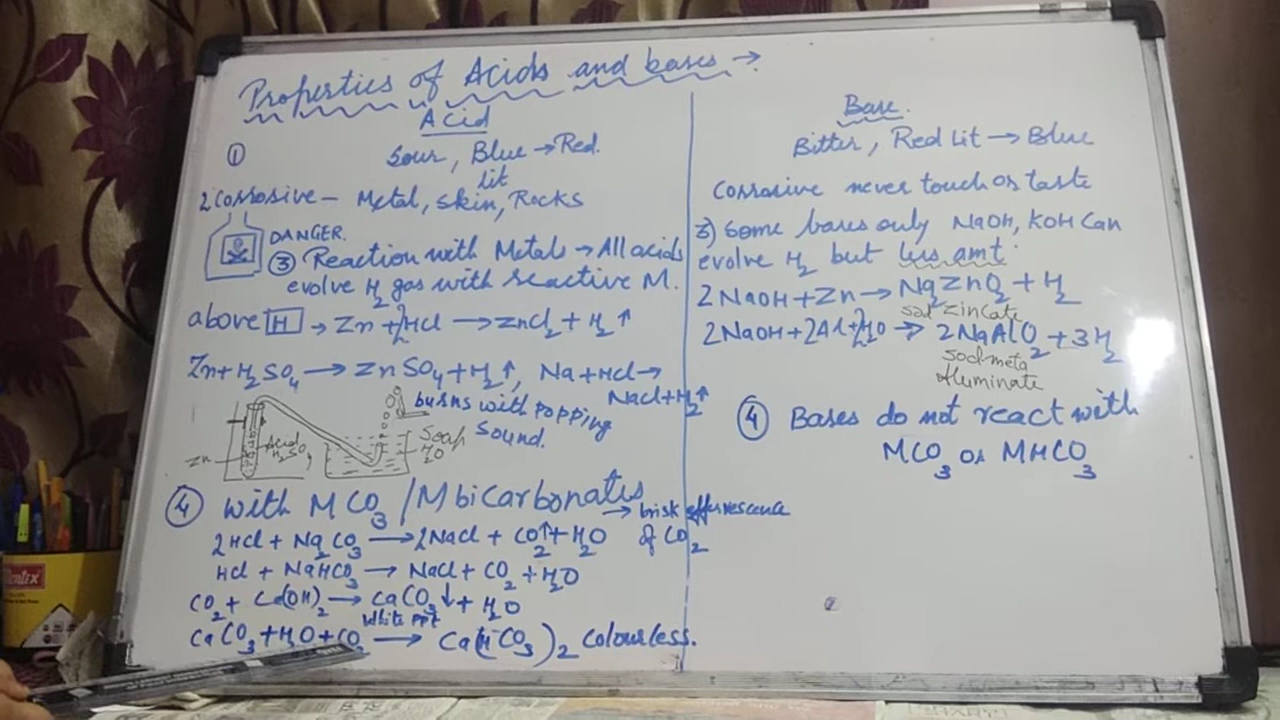 Properties of Acids and bases →
Acid
① Sour, Blue → Red.
lit
2 Corrosive – Metal, skin, Rocks
DANGER.
③ Reaction with Metals → All acids
evolve H2 gas with reactive M.
above H → Zn + 2HCl → ZnCl2 + H2 ↑
Zn + H2SO4 → ZnSO4 + H2 ↑, Na + HCl →
NaCl + H2 ↑
burns with popping
sound.
Acid
H2SO4
Zn
Soap
H2O
④ with MCO3 / M bicarbonates
→ brisk effervescence
of CO2
2HCl + Na2CO3 → 2NaCl + CO2 ↑ + H2O
HCl + NaHCO3 → NaCl + CO2 + H2O
CO2 + Ca(OH)2 → CaCO3 ↓ + H2O
White ppt
CaCO3 + H2O + CO2 → Ca(HCO3)2 colourless.
Base.
Bitter, Red Lit → Blue
Corrosive never touch or taste
3) Some bases only NaOH, KOH Can
evolve H2 but less amt.
2NaOH + Zn → Na2ZnO2 + H2
sod zincate
2NaOH + 2Al + 2H2O → 2NaAlO2 + 3H2
sod meta
aluminate
④ Bases do not react with
MCO3 or MHCO3